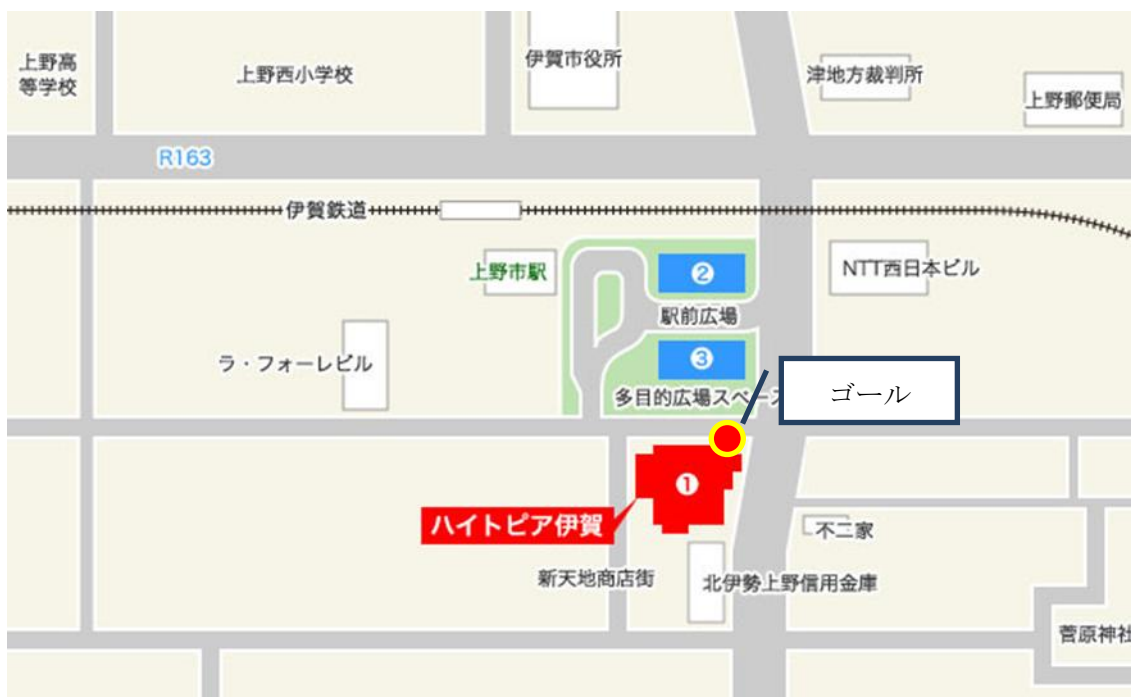 上野高
等学校
上野西小学校
伊賀市役所
津地方裁判所
上野郵便局
R163
伊賀鉄道
上野市駅
②
駅前広場
NTT西日本ビル
ラ・フォーレビル
③
多目的広場スペース
ゴール
①
ハイトピア伊賀
不二家
新天地商店街
北伊勢上野信用金庫
菅原神社